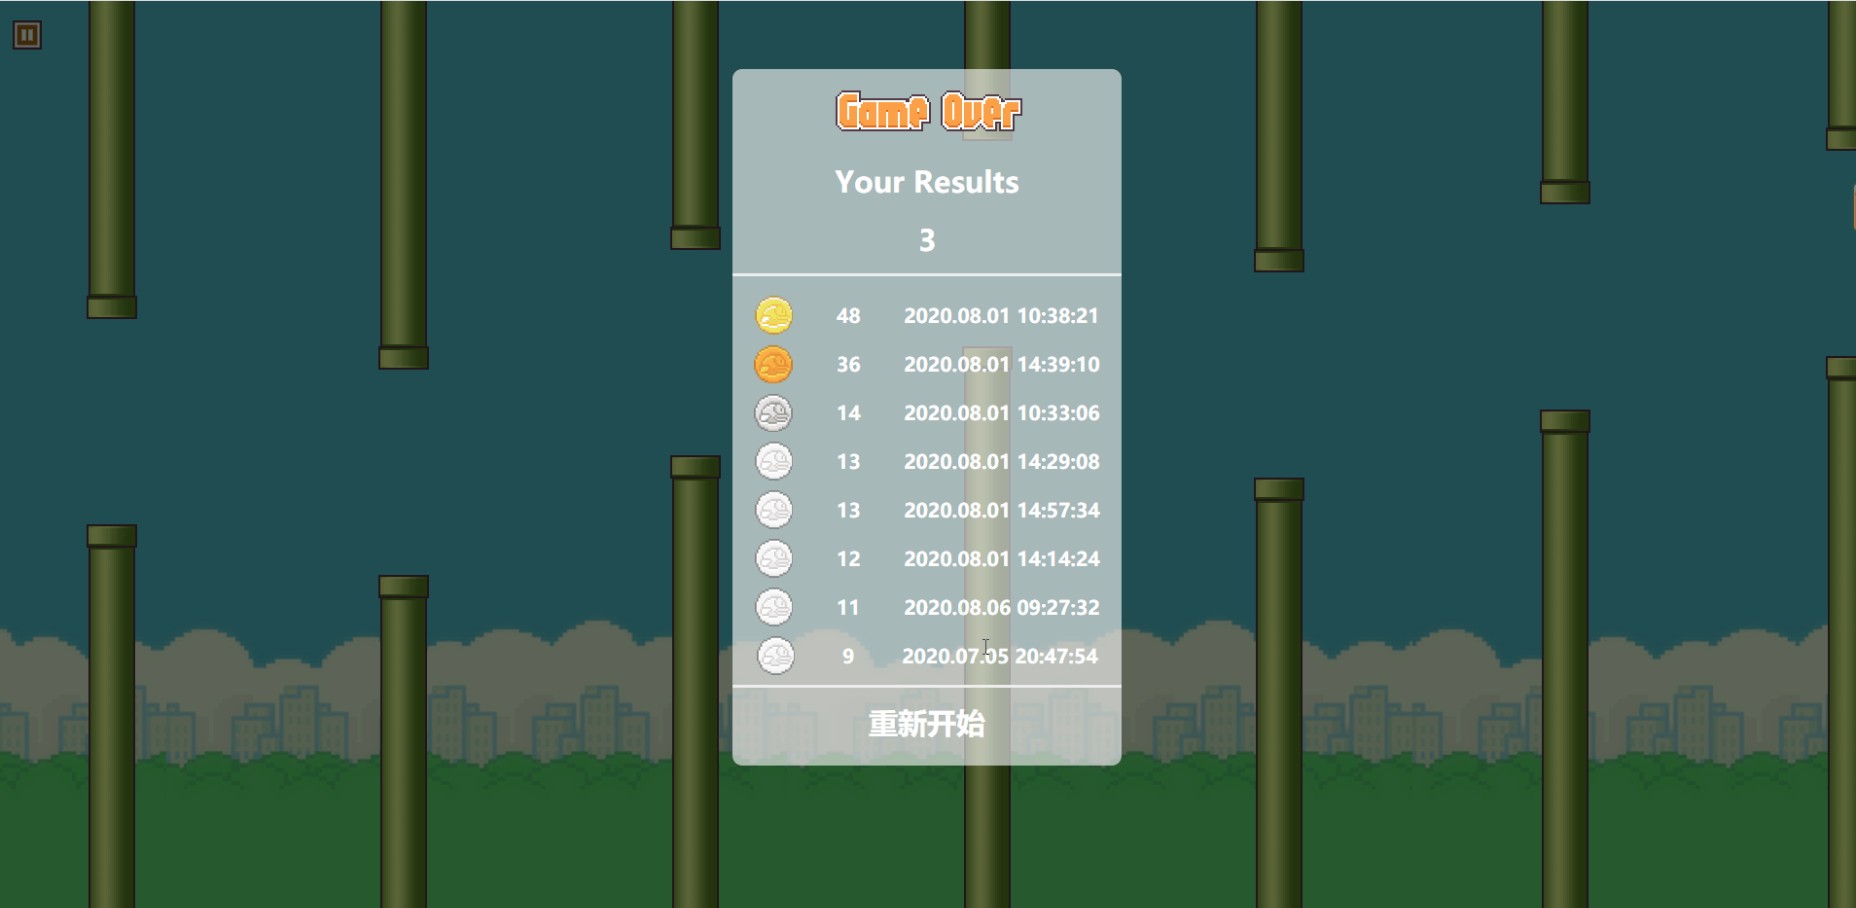 Game Over
Your Results
3
48 2020.08.01 10:38:21
36 2020.08.01 14:39:10
14 2020.08.01 10:33:06
13 2020.08.01 14:29:08
13 2020.08.01 14:57:34
12 2020.08.01 14:14:24
11 2020.08.06 09:27:32
9 2020.07.05 20:47:54
重新开始